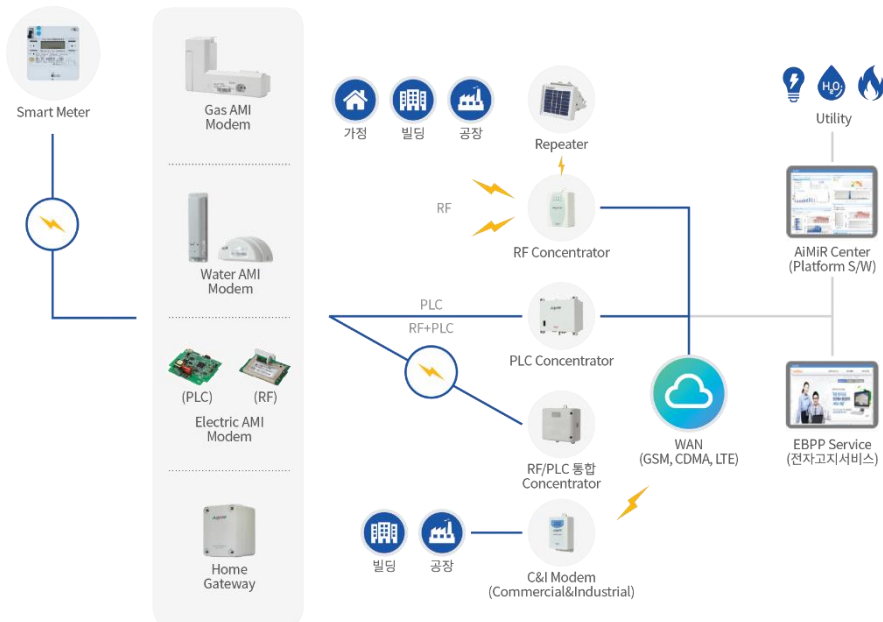 Smart Meter
Gas AMI
Modem
Water AMI
Modem
(PLC)
(RF)
Electric AMI
Modem
Home
Gateway
가정
빌딩
공장
Repeater
RF
RF Concentrator
PLC
RF+PLC
PLC Concentrator
RF/PLC 통합
Concentrator
빌딩
공장
C&I Modem
(Commercial&Industrial)
WAN
(GSM, CDMA, LTE)
H₂O
Utility
AiMiR Center
(Platform S/W)
EBPP Service
(전자고지서비스)